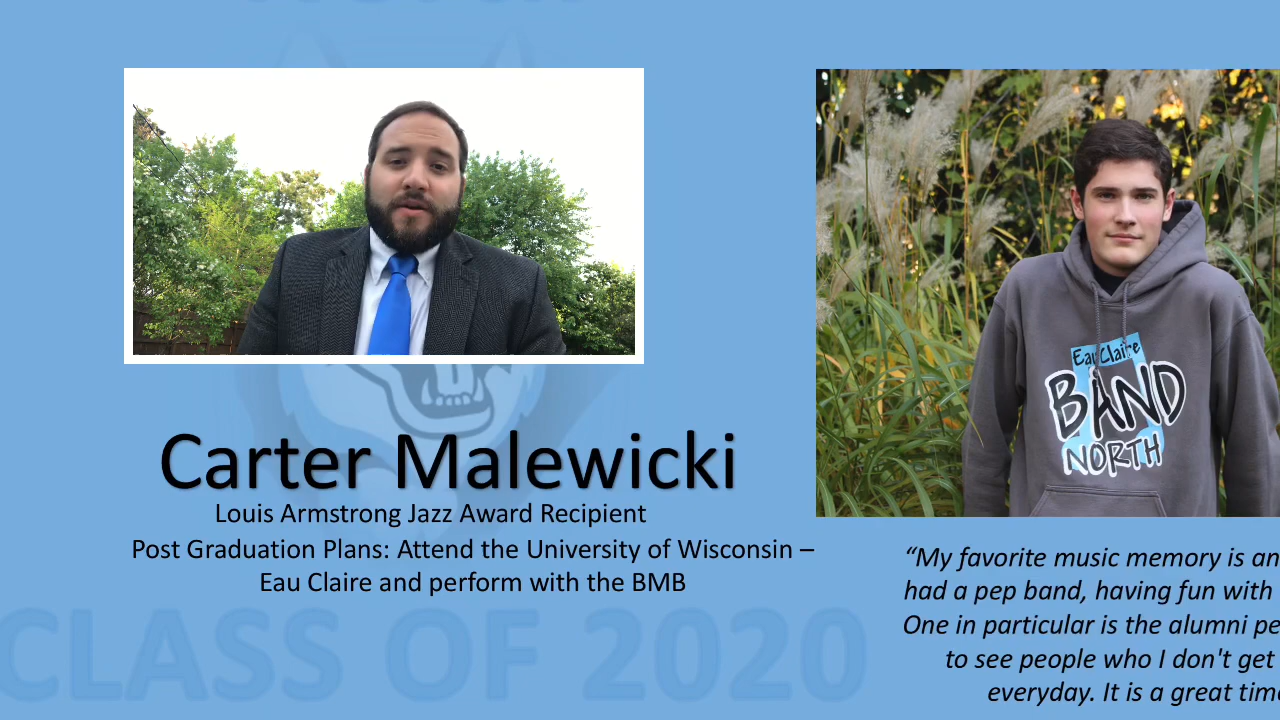 Carter Malewicki
Louis Armstrong Jazz Award Recipient
Post Graduation Plans: Attend the University of Wisconsin –
Eau Claire and perform with the BMB
CLASS OF 2020
Eau Claire
BAND
NORTH
“My favorite music memory is an
had a pep band, having fun with
One in particular is the alumni pe
to see people who I don't get
everyday. It is a great time